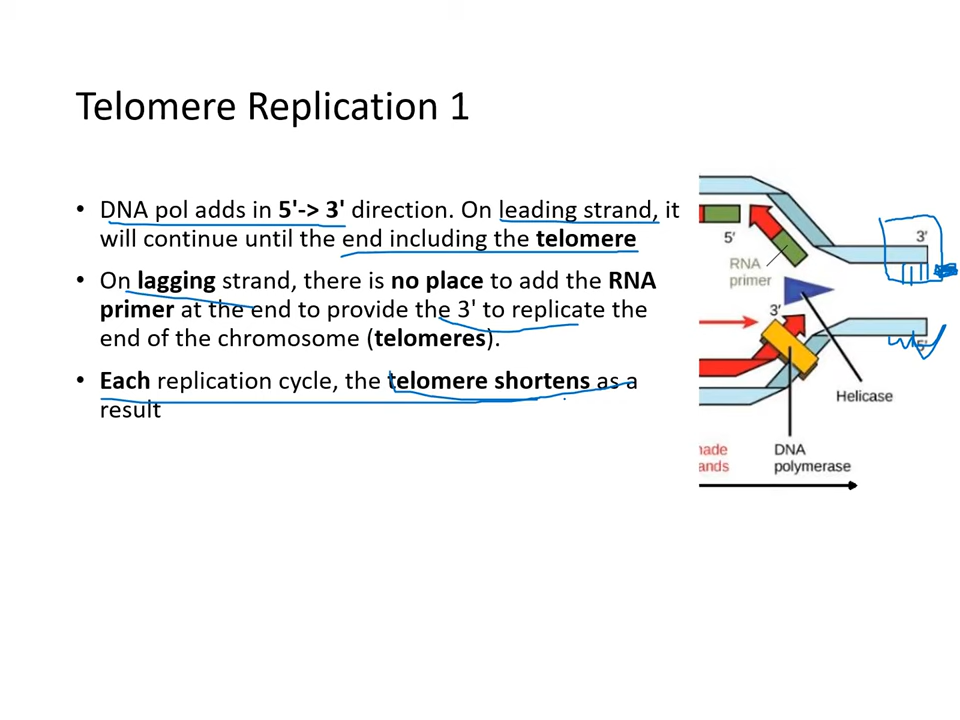 Telomere Replication 1
• DNA pol adds in 5'-> 3' direction. On leading strand, it
will continue until the end including the telomere
• On lagging strand, there is no place to add the RNA
primer at the end to provide the 3' to replicate the
end of the chromosome (telomeres).
• Each replication cycle, the telomere shortens as a
result
3'
5'
RNA
primer
3'
5'
Helicase
nade
ands
DNA
polymerase